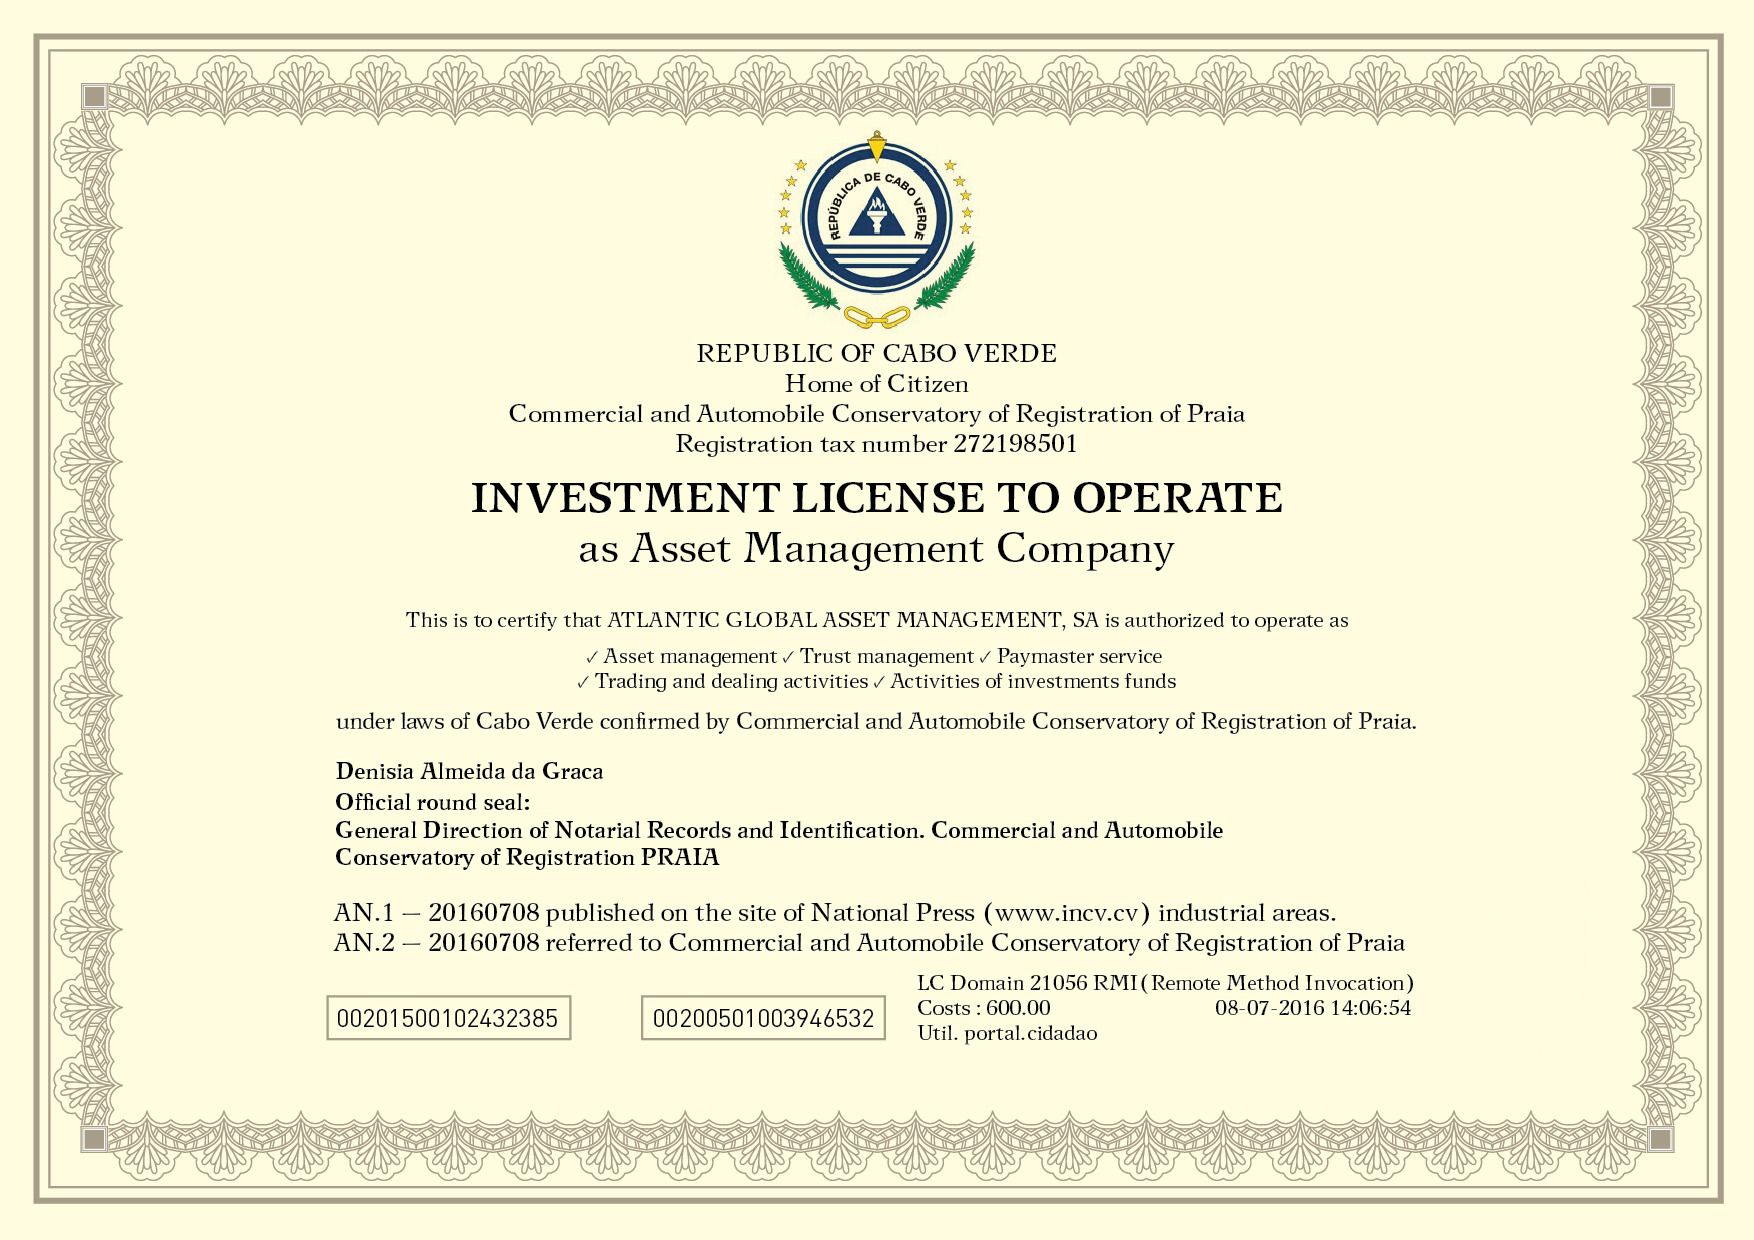 REPÚBLICA DE CABO VERDE
REPUBLIC OF CABO VERDE
Home of Citizen
Commercial and Automobile Conservatory of Registration of Praia
Registration tax number 272198501
INVESTMENT LICENSE TO OPERATE
as Asset Management Company
This is to certify that ATLANTIC GLOBAL ASSET MANAGEMENT, SA is authorized to operate as
✓ Asset management ✓ Trust management ✓ Paymaster service
✓ Trading and dealing activities ✓ Activities of investments funds
under laws of Cabo Verde confirmed by Commercial and Automobile Conservatory of Registration of Praia.
Denisia Almeida da Graca
Official round seal:
General Direction of Notarial Records and Identification. Commercial and Automobile
Conservatory of Registration PRAIA
AN.1 — 20160708 published on the site of National Press (www.incv.cv) industrial areas.
AN.2 — 20160708 referred to Commercial and Automobile Conservatory of Registration of Praia
LC Domain 21056 RMI (Remote Method Invocation)
00201500102432385 00200501003946532 Costs : 600.00 08-07-2016 14:06:54
Util. portal.cidadao